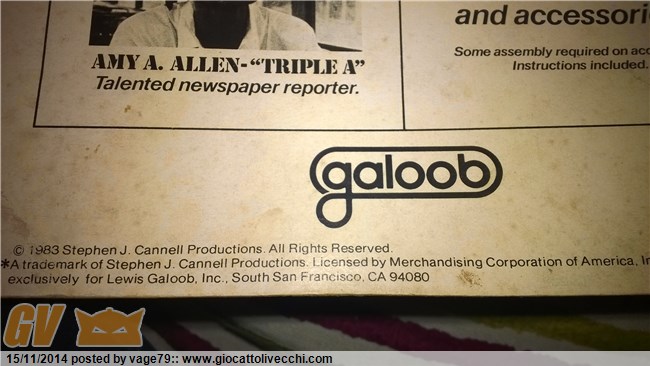 AMY A. ALLEN-“TRIPLE A”
Talented newspaper reporter.
and accessori
Some assembly required on acc
Instructions included.
galoob
© 1983 Stephen J. Cannell Productions. All Rights Reserved.
*A trademark of Stephen J. Cannell Productions. Licensed by Merchandising Corporation of America, In
exclusively for Lewis Galoob, Inc., South San Francisco, CA 94080
GV
15/11/2014 posted by vage79:: www.giocattolivecchi.com